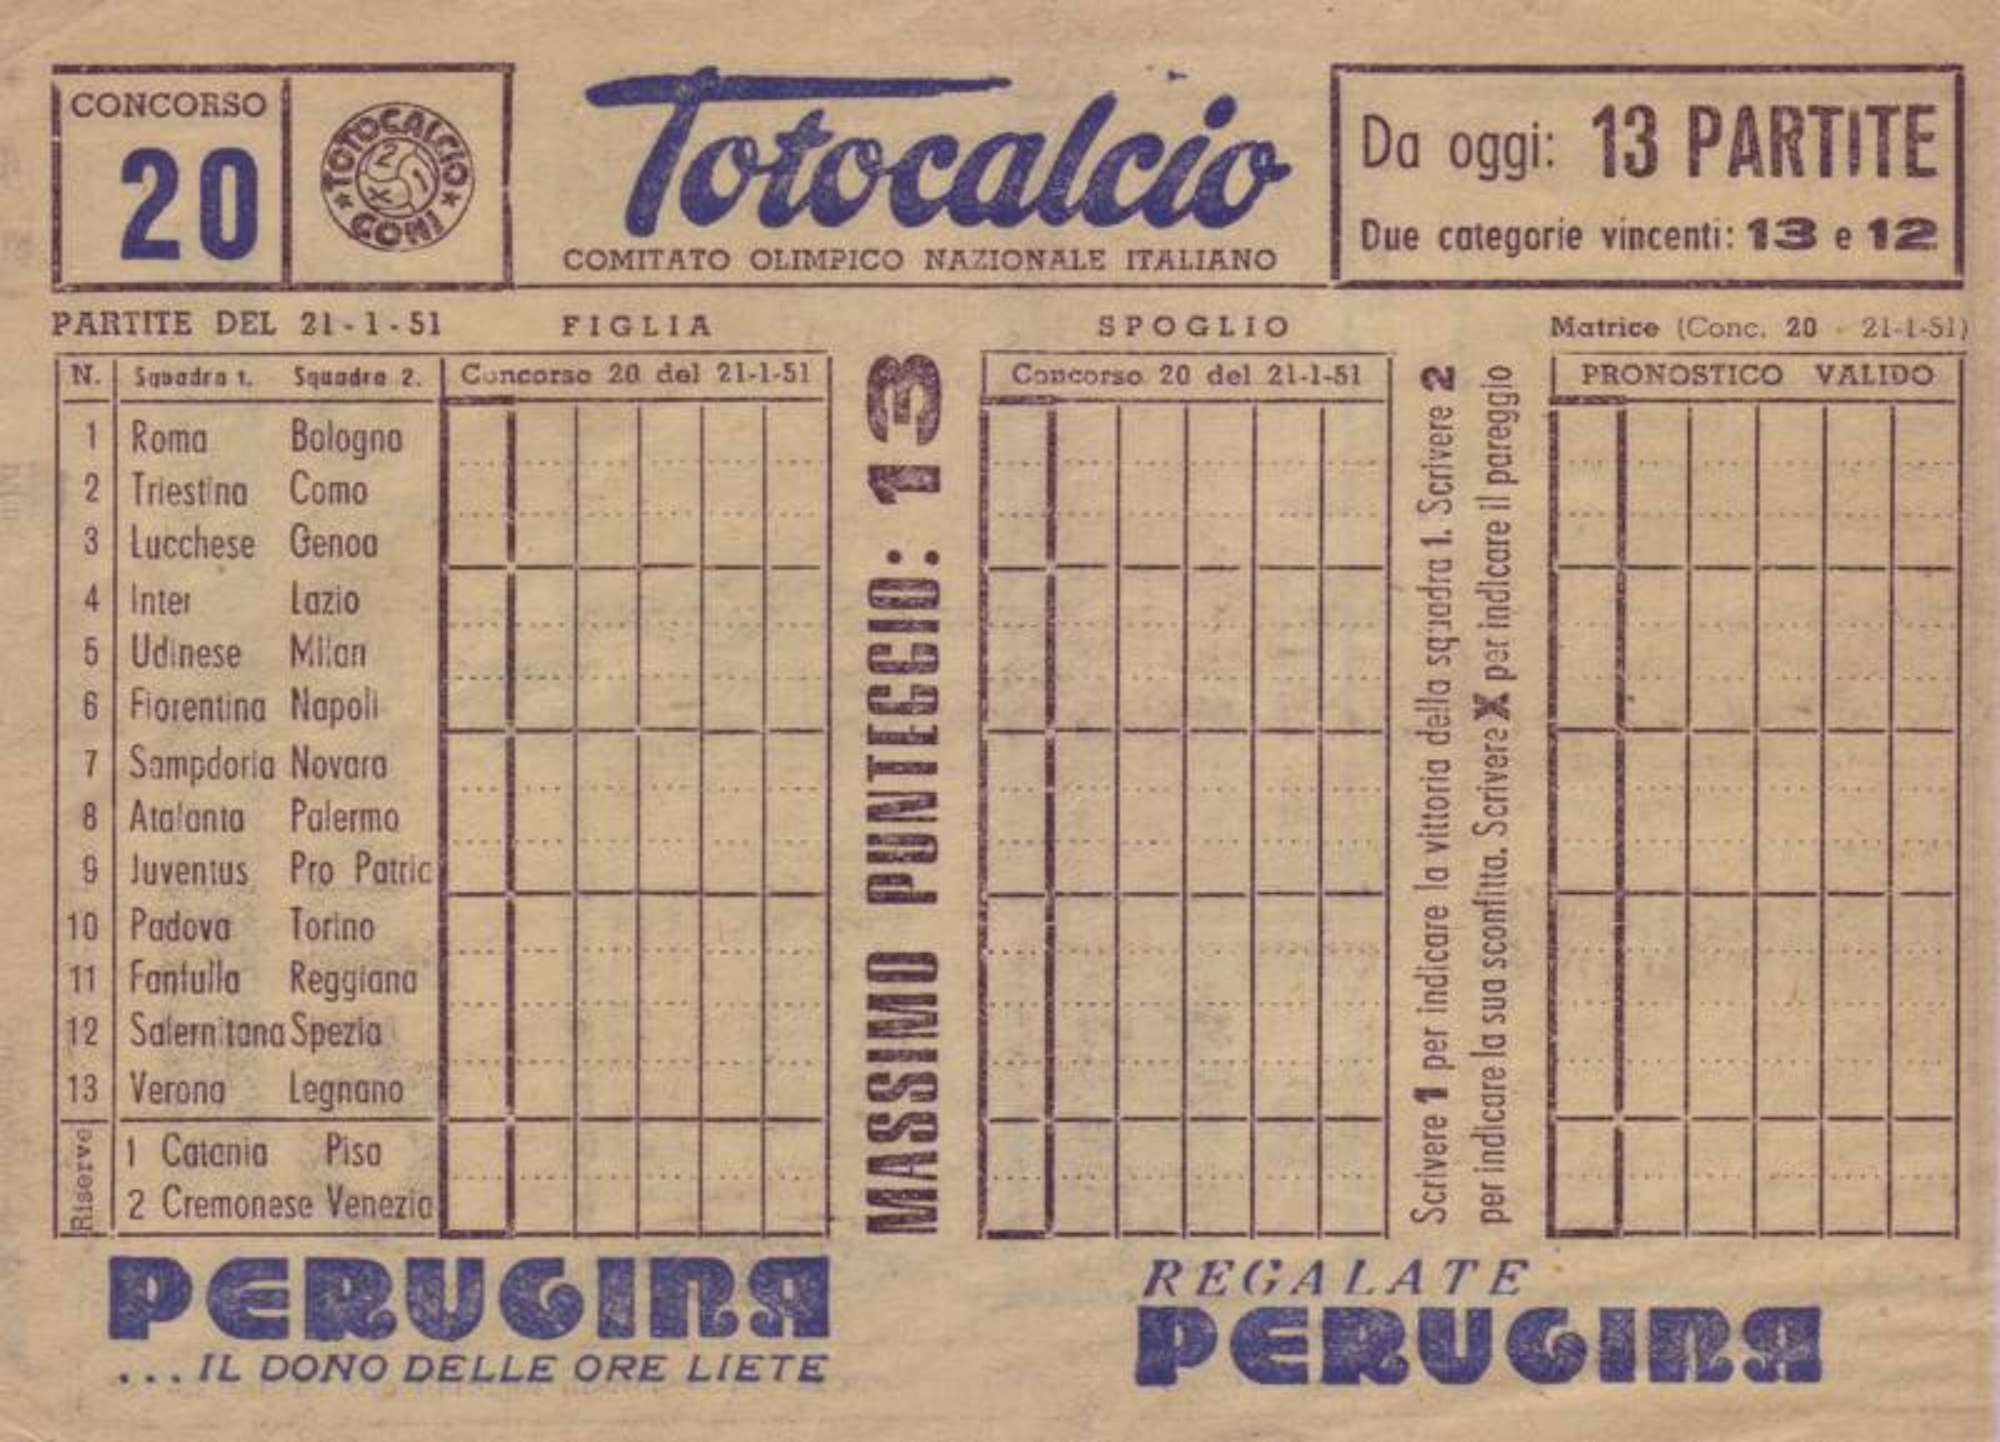 CONCORSO
20
TOTOCALCIO
2
X 1
CONI
Totocalcio
COMITATO OLIMPICO NAZIONALE ITALIANO
Da oggi: 13 PARTITE
Due categorie vincenti: 13 e 12
PARTITE DEL 21-1-51
FIGLIA
SPOGLIO
Matrice (Conc. 20 - 21-1-51)
N. Squadra 1. Squadra 2. Concorso 20 del 21-1-51
1 Roma Bologna
2 Triestina Como
3 Lucchese Genoa
4 Inter Lazio
5 Udinese Milan
6 Fiorentina Napoli
7 Sampdoria Novara
8 Atalanta Palermo
9 Juventus Pro Patria
10 Padova Torino
11 Fanfulla Reggiana
12 Salernitana Spezia
13 Verona Legnano
Riserve
1 Catania Pisa
2 Cremonese Venezia
MASSIMO PUNTEGGIO: 13
Concorso 20 del 21-1-51
Scrivere 1 per indicare la vittoria della squadra 1. Scrivere 2
per indicare la sua sconfitta. Scrivere X per indicare il pareggio
PRONOSTICO VALIDO
PERUGINA
... IL DONO DELLE ORE LIETE
REGALATE
PERUGINA